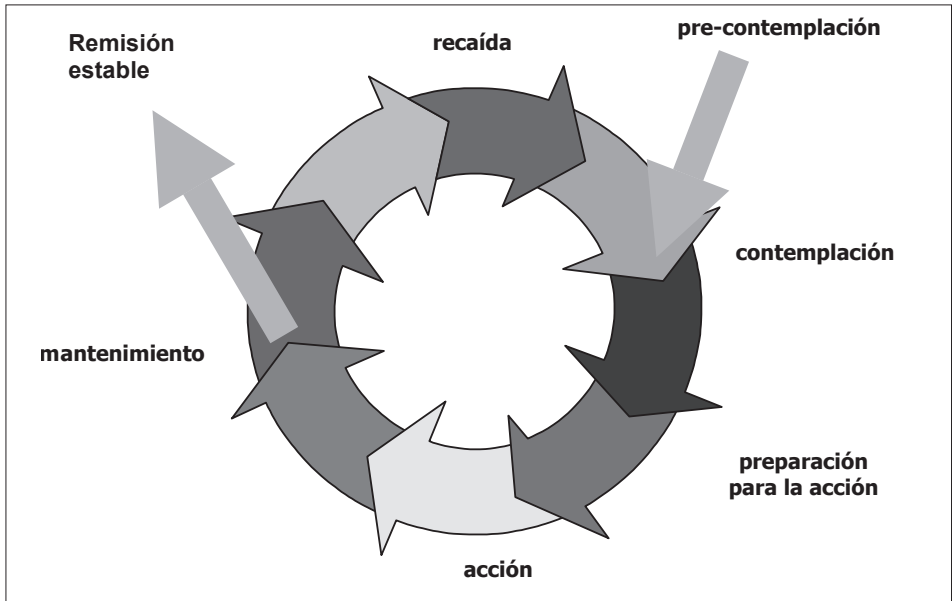 Remisión
estable
recaída
pre-contemplación
contemplación
mantenimiento
preparación
para la acción
acción